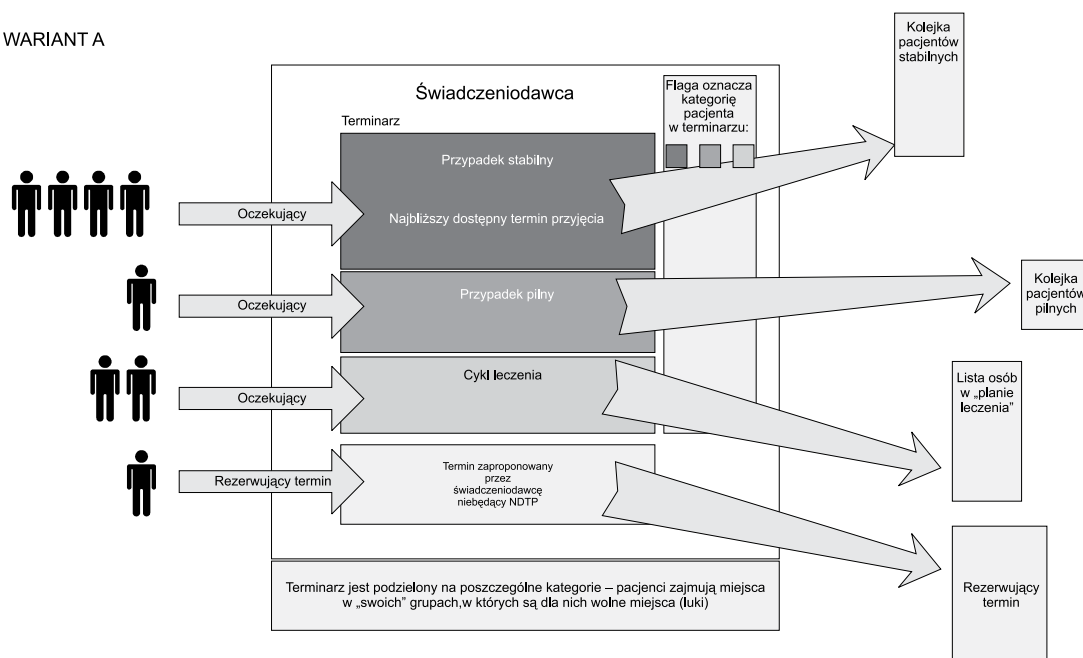 WARIANT A
Kolejka
pacjentów
stabilnych
Świadczeniodawca
Flaga oznacza
kategorię
pacjenta
w terminarzu:
Terminarz
Przypadek stabilny
Oczekujący
Najbliższy dostępny termin przyjęcia
Oczekujący
Przypadek pilny
Kolejka
pacjentów
pilnych
Oczekujący
Cykl leczenia
Lista osób
w „planie
leczenia”
Rezerwujący termin
Termin zaproponowany
przez
świadczeniodawcę
niebędący NDTP
Terminarz jest podzielony na poszczególne kategorie – pacjenci zajmują miejsca
w „swoich” grupach,w których są dla nich wolne miejsca (luki)
Rezerwujący
termin